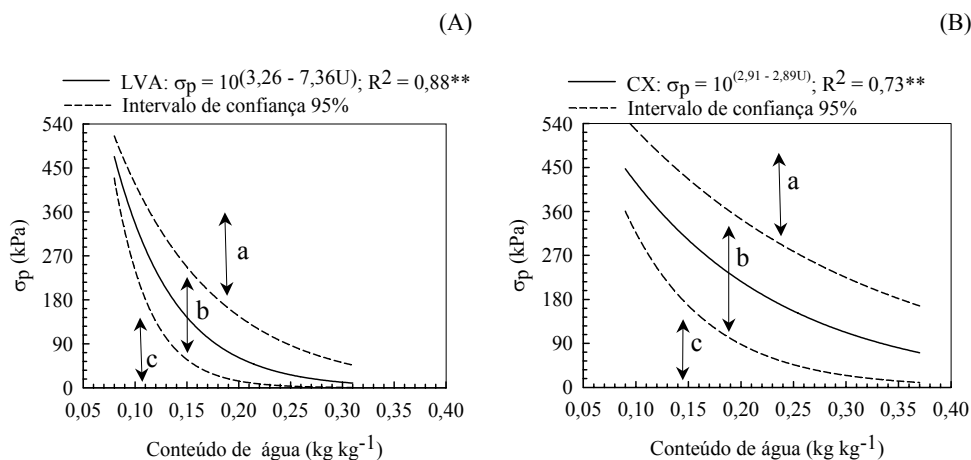 (A)
LVA: σp = 10(3,26 - 7,36U); R2 = 0,88**
Intervalo de confiança 95%
540
450
360
270
180
90
0
σp (kPa)
a
b
c
0,05 0,10 0,15 0,20 0,25 0,30 0,35 0,40
Conteúdo de água (kg kg-1)
(B)
CX: σp = 10(2,91 - 2,89U); R2 = 0,73**
Intervalo de confiança 95%
540
450
360
270
180
90
0
σp (kPa)
a
b
c
0,05 0,10 0,15 0,20 0,25 0,30 0,35 0,40
Conteúdo de água (kg kg-1)